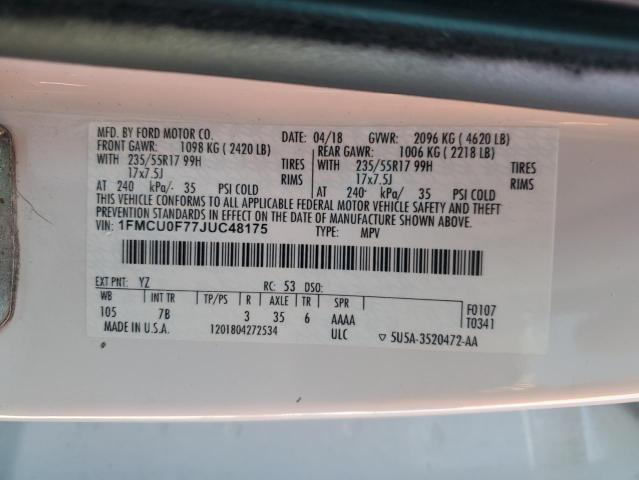 MFD. BY FORD MOTOR CO. DATE: 04/18 GVWR: 2096 KG ( 4620 LB)
FRONT GAWR: 1098 KG ( 2420 LB) REAR GAWR: 1006 KG ( 2218 LB)
WITH 235/55R17 99H TIRES WITH 235/55R17 99H TIRES
17x7.5J RIMS 17x7.5J RIMS
AT 240 kPa/ 35 PSI COLD AT 240 kPa/ 35 PSI COLD
THIS VEHICLE CONFORMS TO ALL APPLICABLE FEDERAL MOTOR VEHICLE SAFETY AND THEFT
PREVENTION STANDARDS IN EFFECT ON THE DATE OF MANUFACTURE SHOWN ABOVE.
VIN: 1FMCU0F77JUC48175 TYPE: MPV
EXT PNT: YZ RC: 53 DSO:
WB INT TR TP/PS R AXLE TR SPR F0107
105 7B 3 35 6 AAAA T0341
MADE IN U.S.A. 1201804272534 ULC ▽ 5U5A-3520472-AA